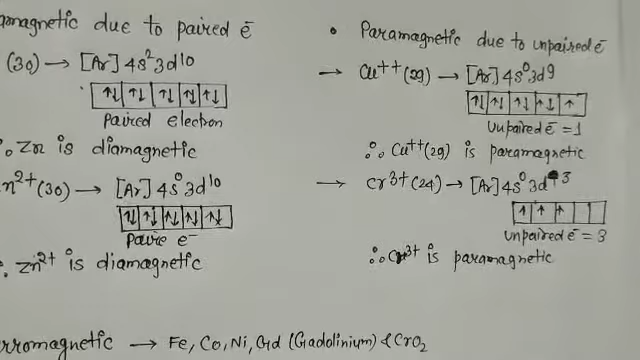 amagnetic due to paired e̅
(30) → [Ar] 4s² 3d¹⁰
↑↓ ↑↓ ↑↓ ↑↓ ↑↓
Paired electron
∴ Zn is diamagnetic
n²⁺(30) → [Ar] 4s⁰ 3d¹⁰
↑↓ ↑↓ ↑↓ ↑↓ ↑↓
Paire e⁻
∴ Zn²⁺ is diamagnetic
• Paramagnetic due to unpaired e̅
→ Cu⁺⁺(29) → [Ar] 4s⁰ 3d⁹
↑↓ ↑↓ ↑↓ ↑↓ ↑
Unpaired e̅ = 1
∴ Cu⁺⁺(29) is paramagnetic
→ Cr³⁺(24) → [Ar] 4s⁰ 3d³
↑ ↑ ↑
Unpaired e̅ = 3
∴ Cr³⁺ is paramagnetic
erromagnetic → Fe, Co, Ni, Gd (Gadolinium) & CrO₂